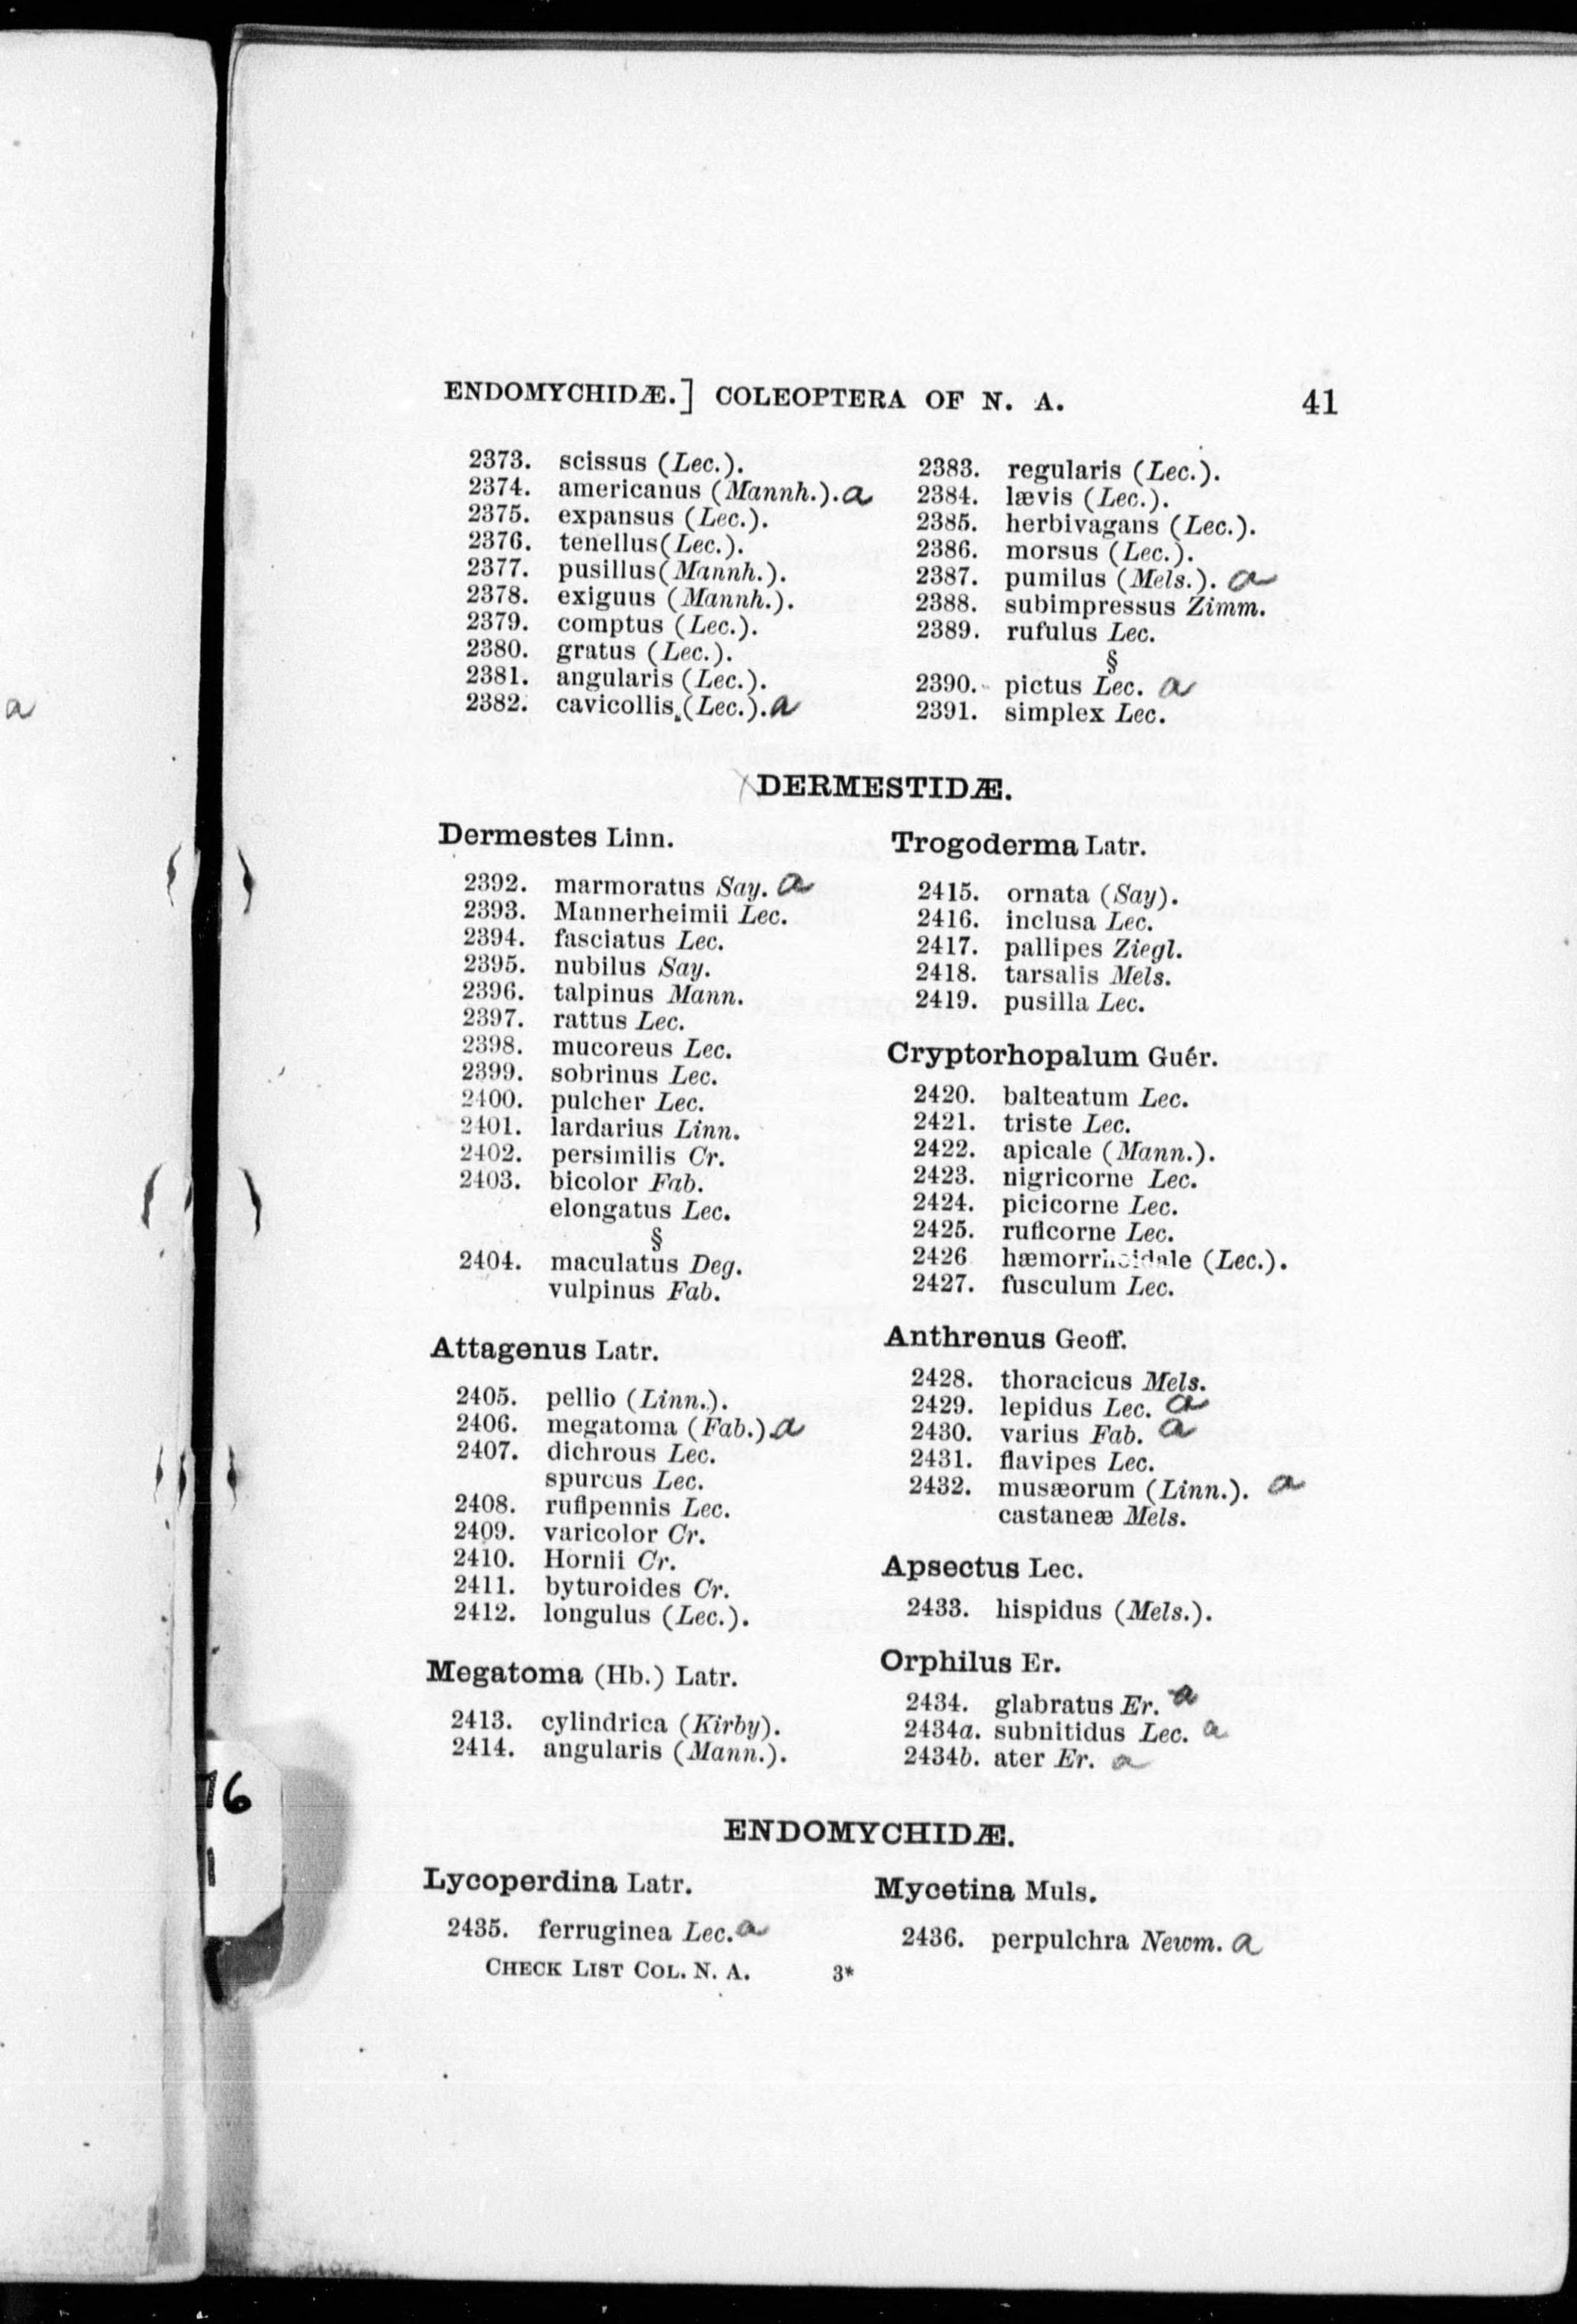 ENDOMYCHIDÆ.] COLEOPTERA OF N. A. 41
2373. scissus (Lec.).
2374. americanus (Mannh.). a
2375. expansus (Lec.).
2376. tenellus(Lec.).
2377. pusillus(Mannh.).
2378. exiguus (Mannh.).
2379. comptus (Lec.).
2380. gratus (Lec.).
2381. angularis (Lec.).
2382. cavicollis (Lec.). a
2383. regularis (Lec.).
2384. lævis (Lec.).
2385. herbivagans (Lec.).
2386. morsus (Lec.).
2387. pumilus (Mels.). a
2388. subimpressus Zimm.
2389. rufulus Lec.
§
2390. pictus Lec. a
2391. simplex Lec.
a
DERMESTIDÆ.
Dermestes Linn.
2392. marmoratus Say. a
2393. Mannerheimii Lec.
2394. fasciatus Lec.
2395. nubilus Say.
2396. talpinus Mann.
2397. rattus Lec.
2398. mucoreus Lec.
2399. sobrinus Lec.
2400. pulcher Lec.
2401. lardarius Linn.
2402. persimilis Cr.
2403. bicolor Fab.
elongatus Lec.
§
2404. maculatus Deg.
vulpinus Fab.
Attagenus Latr.
2405. pellio (Linn.).
2406. megatoma (Fab.). a
2407. dichrous Lec.
spurcus Lec.
2408. rufipennis Lec.
2409. varicolor Cr.
2410. Hornii Cr.
2411. byturoides Cr.
2412. longulus (Lec.).
Megatoma (Hb.) Latr.
2413. cylindrica (Kirby).
2414. angularis (Mann.).
Trogoderma Latr.
2415. ornata (Say).
2416. inclusa Lec.
2417. pallipes Ziegl.
2418. tarsalis Mels.
2419. pusilla Lec.
Cryptorhopalum Guér.
2420. balteatum Lec.
2421. triste Lec.
2422. apicale (Mann.).
2423. nigricorne Lec.
2424. picicorne Lec.
2425. ruficorne Lec.
2426 hæmorrhoidale (Lec.).
2427. fusculum Lec.
Anthrenus Geoff.
2428. thoracicus Mels.
2429. lepidus Lec. a
2430. varius Fab. a
2431. flavipes Lec.
2432. musæorum (Linn.). a
castaneæ Mels.
Apsectus Lec.
2433. hispidus (Mels.).
Orphilus Er.
2434. glabratus Er. a
2434a. subnitidus Lec. a
2434b. ater Er. a
ENDOMYCHIDÆ.
Lycoperdina Latr.
2435. ferruginea Lec. a
Mycetina Muls.
2436. perpulchra Newm. a
CHECK LIST COL. N. A. 3*